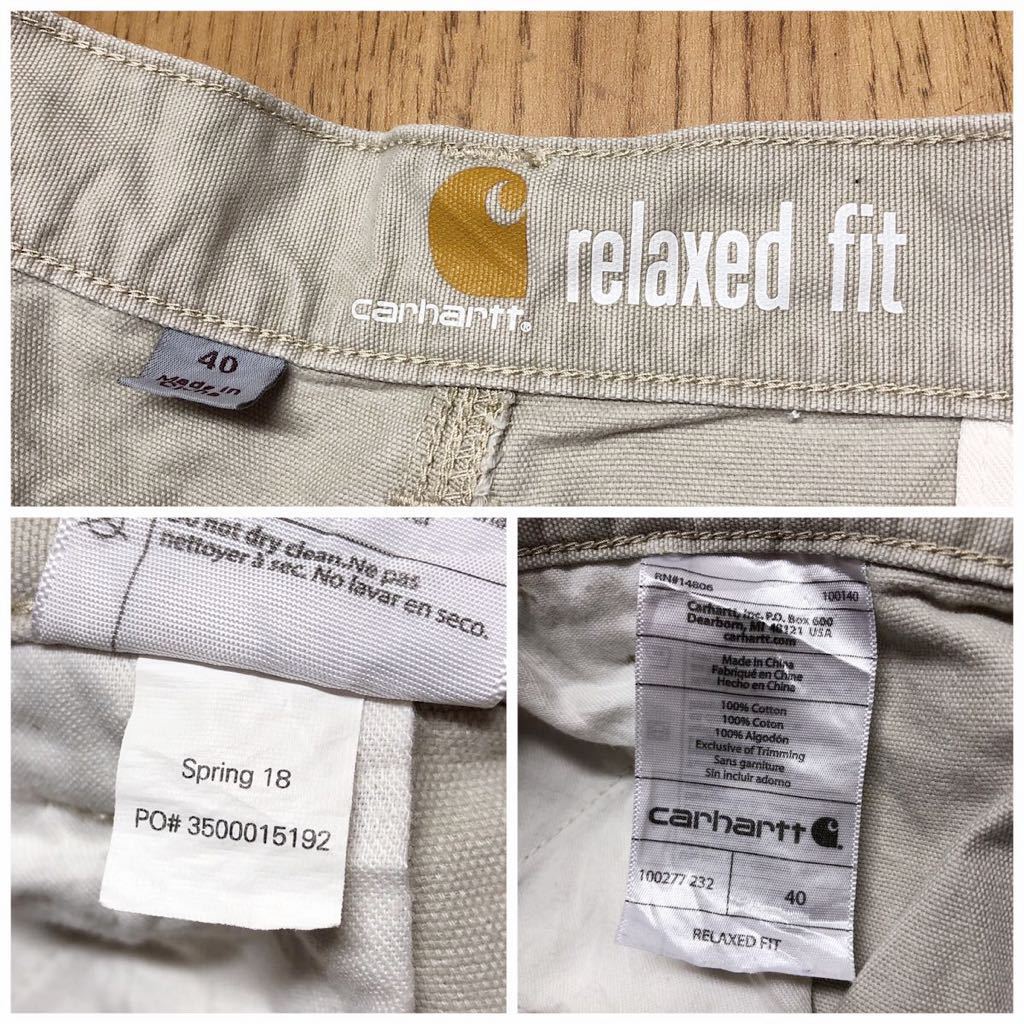 carhartt®
relaxed fit
40
Made in
Do not dry clean.Ne pas
nettoyer à sec. No lavar en seco.
Spring 18
PO# 3500015192
RN#14806
100140
Carhartt, Inc. P.O. Box 600
Dearborn, MI 48121 USA
carhartt.com
Made in China
Fabriqué en Chine
Hecho en China
100% Cotton
100% Coton
100% Algodón
Exclusive of Trimming
Sans garniture
Sin incluir adorno
carhartt
100277 232
40
RELAXED FIT